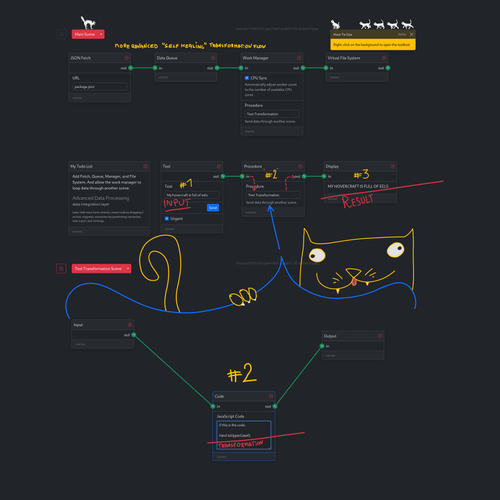 Main Scene
MORE ADVANCED "SELF HEALING" TRANSFORMATION FLOW
How To Use
Right click on the background to open the toolbox!
JSON Fetch
out
URL
package.json
Data Queue
in
out
Work Manager
in
out
CPU Sync
Automatically adjust worker count
to the number of available CPU
cores.
Procedure
Text Transformation
Send data through another scene.
Virtual File System
in
out
My Todo List
Add Fetch, Queue, Manager, and File
System. And allow the work manager to
loop data through another scene.
Advanced Data Processing
data integration layer
Text
out
#1
Text
My hovercraft is full of eels
INPUT
Send
Urgent
Procedure
in
send
#2
Procedure
Text Transformation
Send data through another scene.
Display
in
#3
MY HOVERCRAFT IS FULL OF EELS
RESULT
Text Transformation Scene
Input
out
Output
in
#2
Code
in
out
JavaScript Code
input.toUpperCase()
TRANSFORMATION